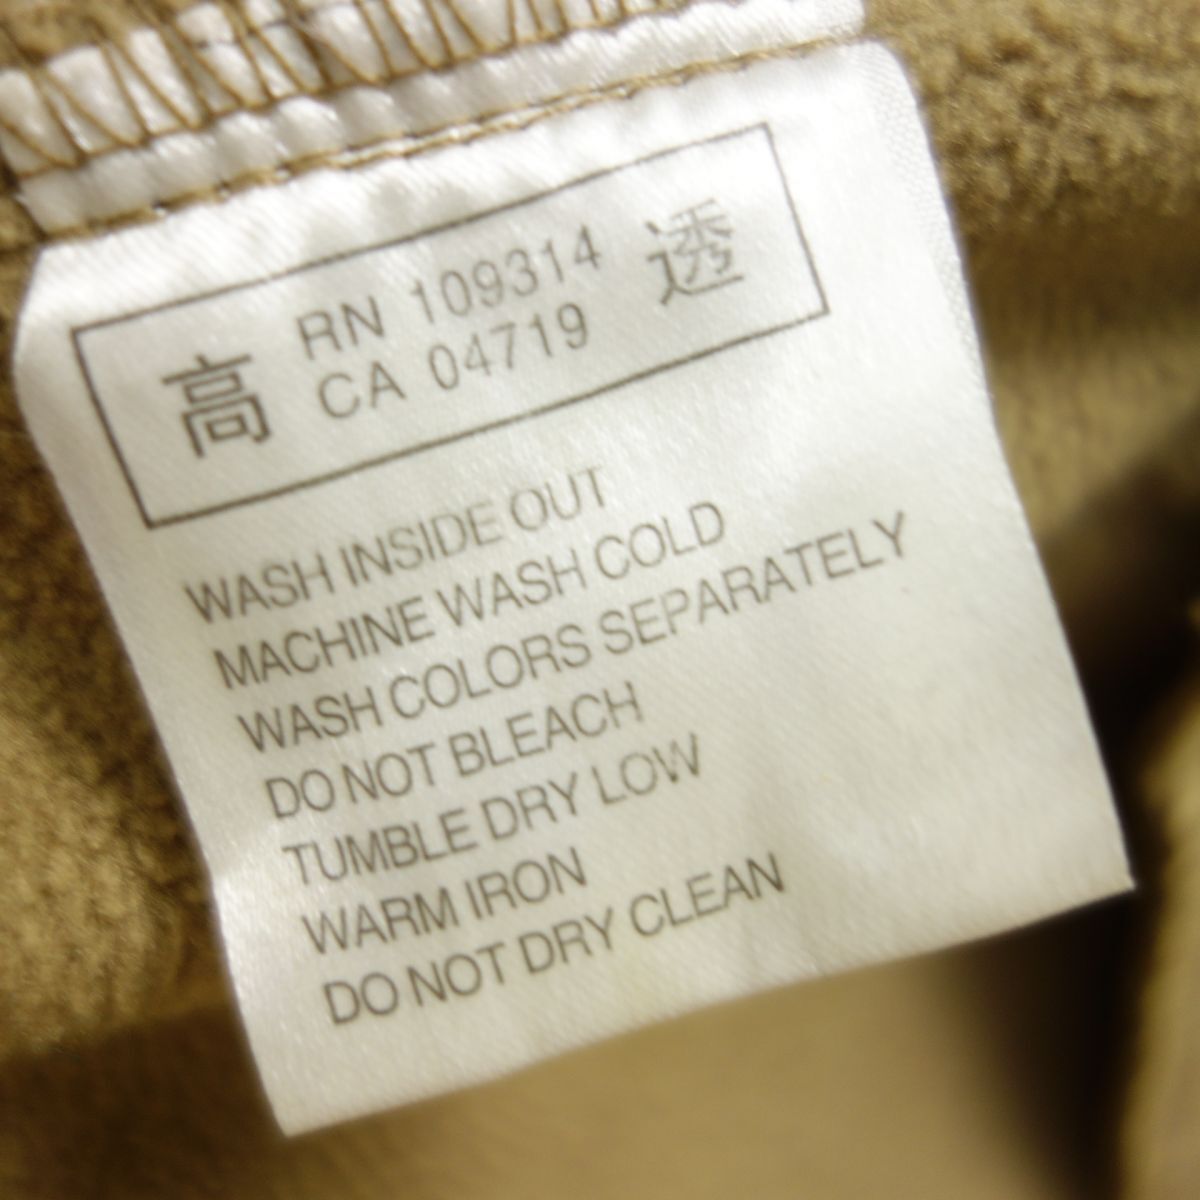 高 RN 109314 透
CA 04719
WASH INSIDE OUT
MACHINE WASH COLD
WASH COLORS SEPARATELY
DO NOT BLEACH
TUMBLE DRY LOW
WARM IRON
DO NOT DRY CLEAN